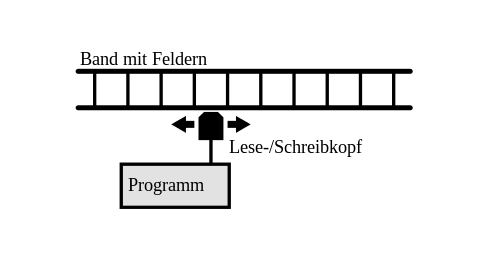 Band mit Feldern
Lese-/Schreibkopf
Programm